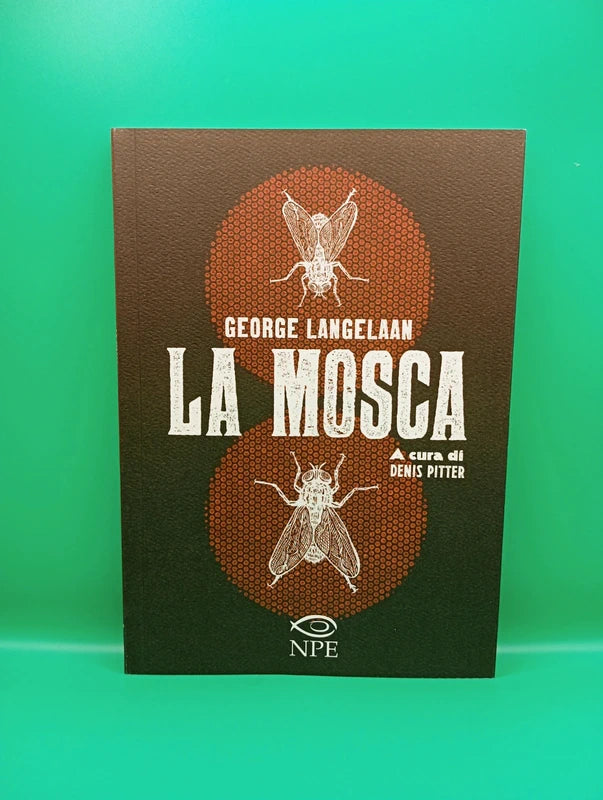 GEORGE LANGELAAN
LA MOSCA
A cura di
DENIS PITTER
NPE